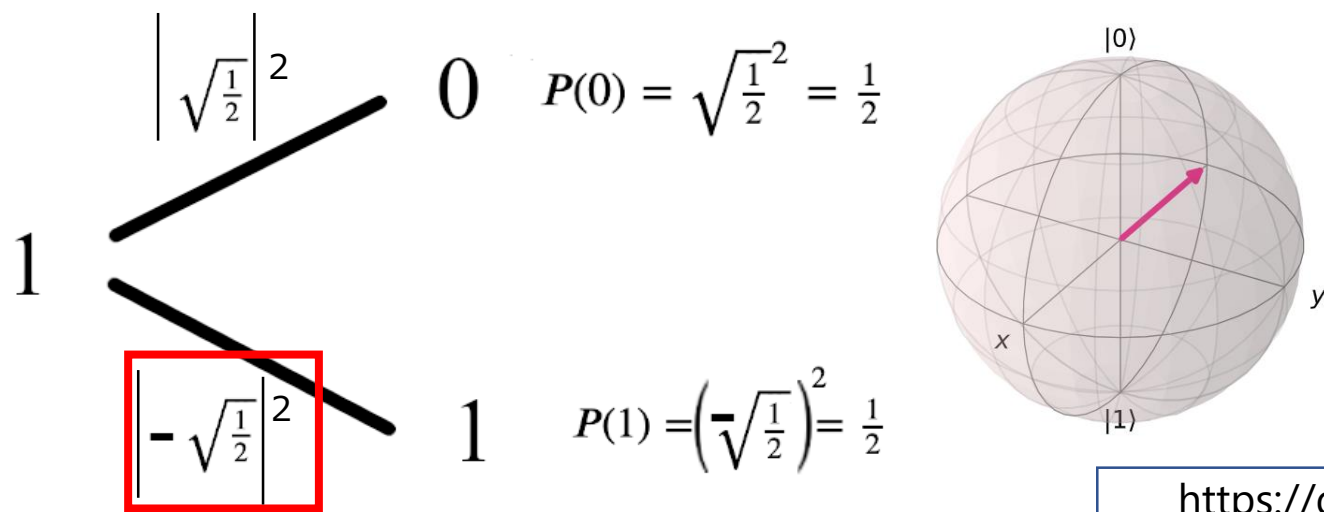 |√(1/2)|²
0 P(0) = √(1/2)² = 1/2
1
|-√(1/2)|²
1 P(1) =(-√(1/2))²= 1/2
|0⟩
x
y
|1⟩
https://